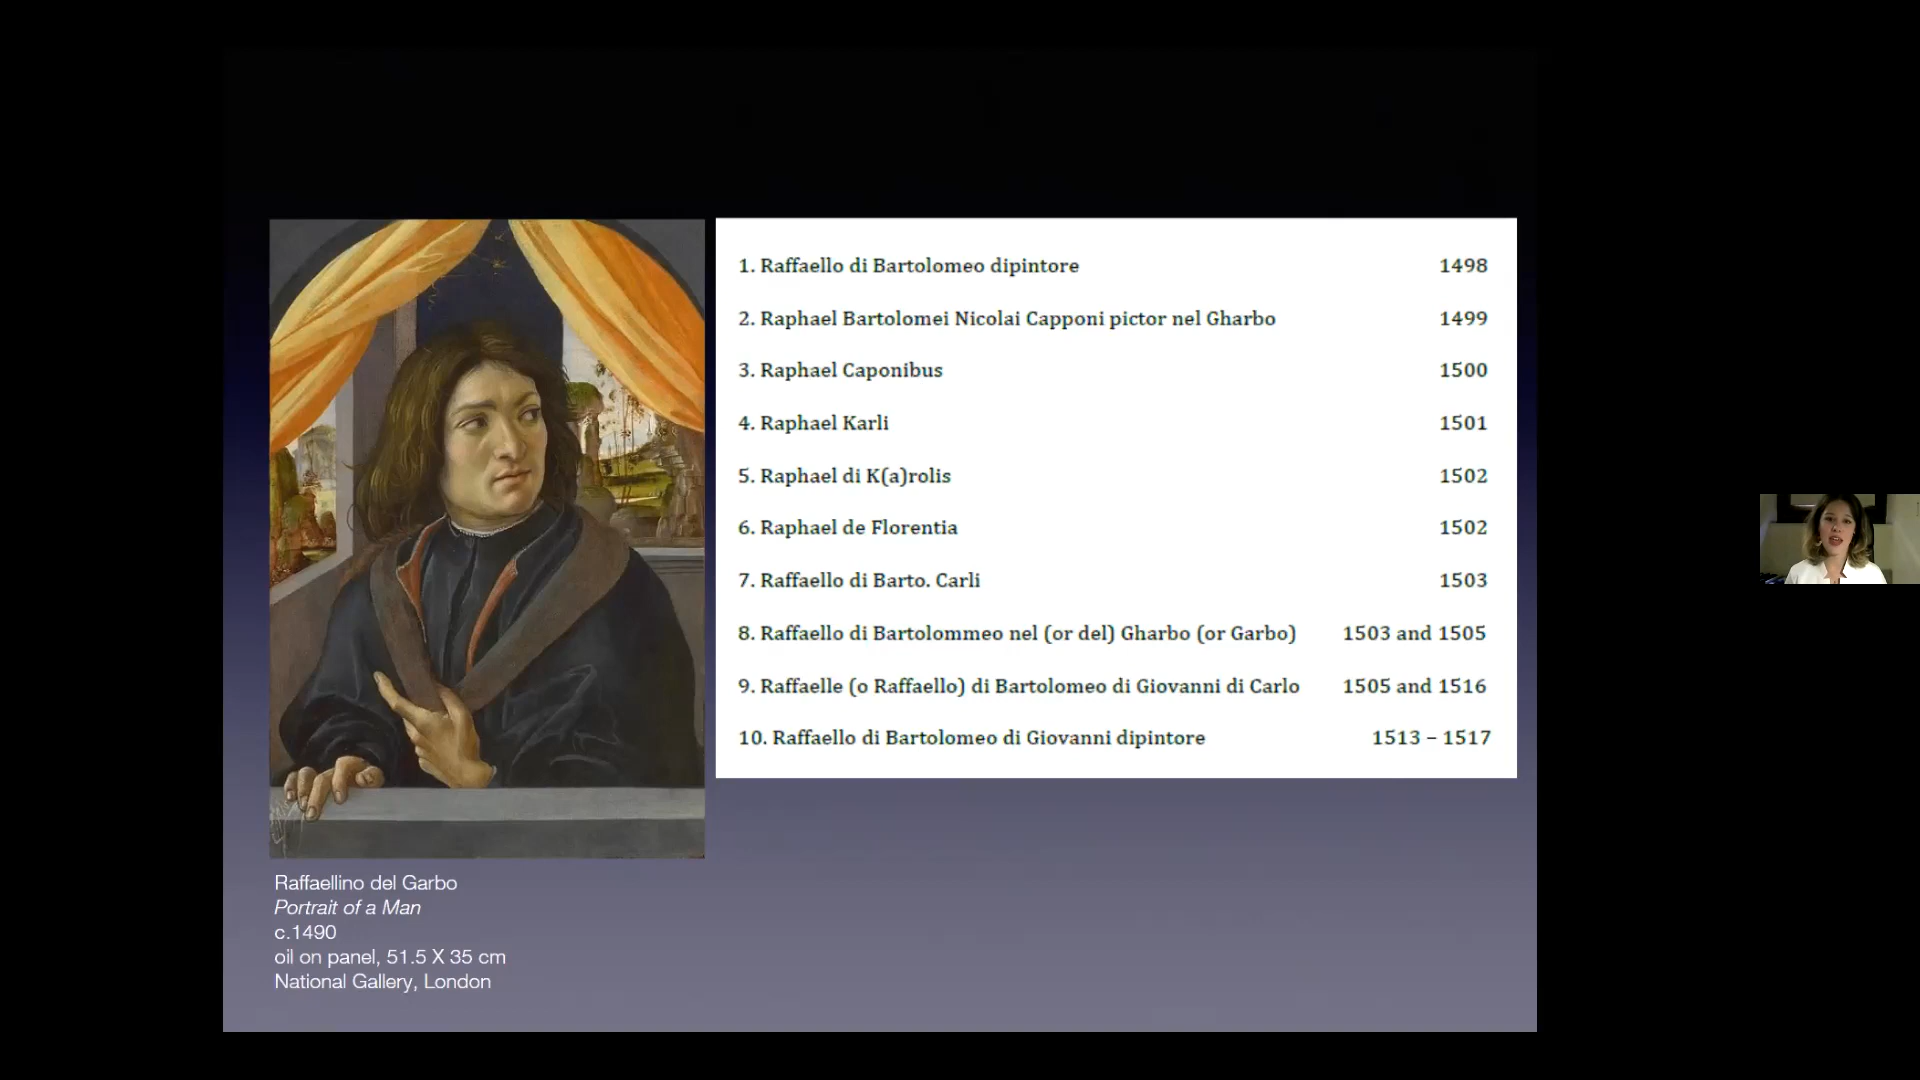 1. Raffaello di Bartolomeo dipintore 1498
2. Raphael Bartolomei Nicolai Capponi pictor nel Gharbo 1499
3. Raphael Caponibus 1500
4. Raphael Karli 1501
5. Raphael di K(a)rolis 1502
6. Raphael de Florentia 1502
7. Raffaello di Barto. Carli 1503
8. Raffaello di Bartolommeo nel (or del) Gharbo (or Garbo) 1503 and 1505
9. Raffaelle (o Raffaello) di Bartolomeo di Giovanni di Carlo 1505 and 1516
10. Raffaello di Bartolomeo di Giovanni dipintore 1513 – 1517
Raffaellino del Garbo
Portrait of a Man
c.1490
oil on panel, 51.5 X 35 cm
National Gallery, London